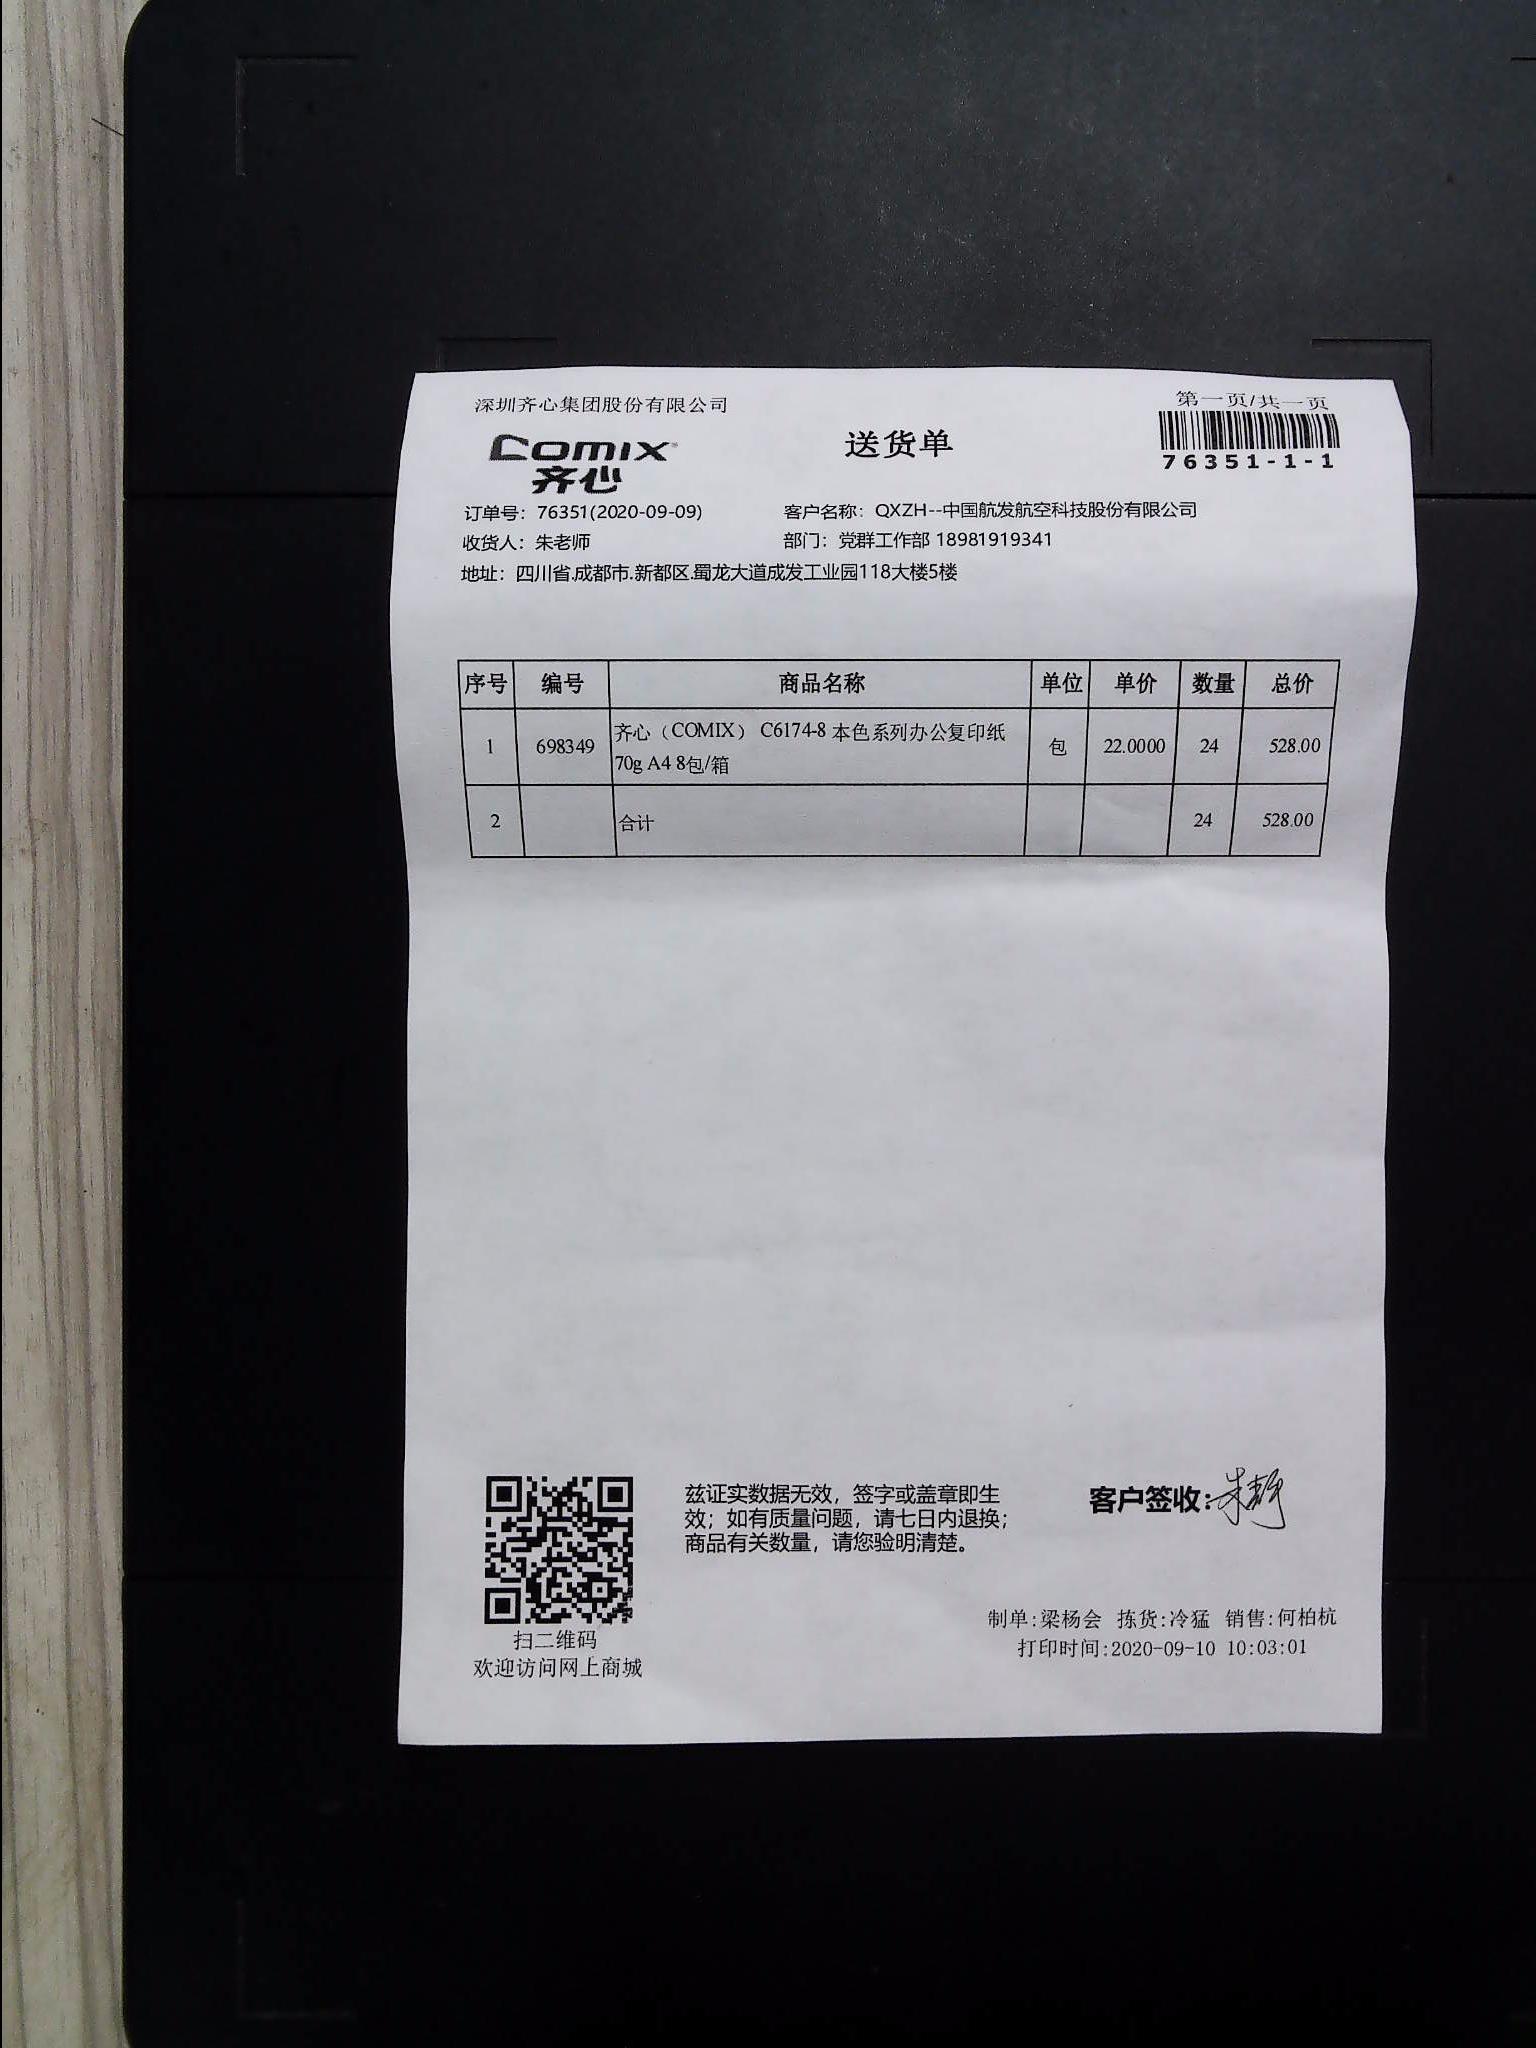 深圳齐心集团股份有限公司
第一页/共一页
COMIX
齐心
送货单
76351-1-1
订单号：76351(2020-09-09) 客户名称：QXZH--中国航发航空科技股份有限公司
收货人：朱老师 部门：党群工作部 18981919341
地址：四川省.成都市.新都区.蜀龙大道成发工业园118大楼5楼
序号 编号 商品名称 单位 单价 数量 总价
1 698349 齐心（COMIX） C6174-8 本色系列办公复印纸 包 22.0000 24 528.00
70g A4 8包/箱
2 合计 24 528.00
兹证实数据无效，签字或盖章即生
效；如有质量问题，请七日内退换；
商品有关数量，请您验明清楚。
客户签收:朱静
扫二维码
欢迎访问网上商城
制单:梁杨会 拣货:冷猛 销售:何柏杭
打印时间:2020-09-10 10:03:01